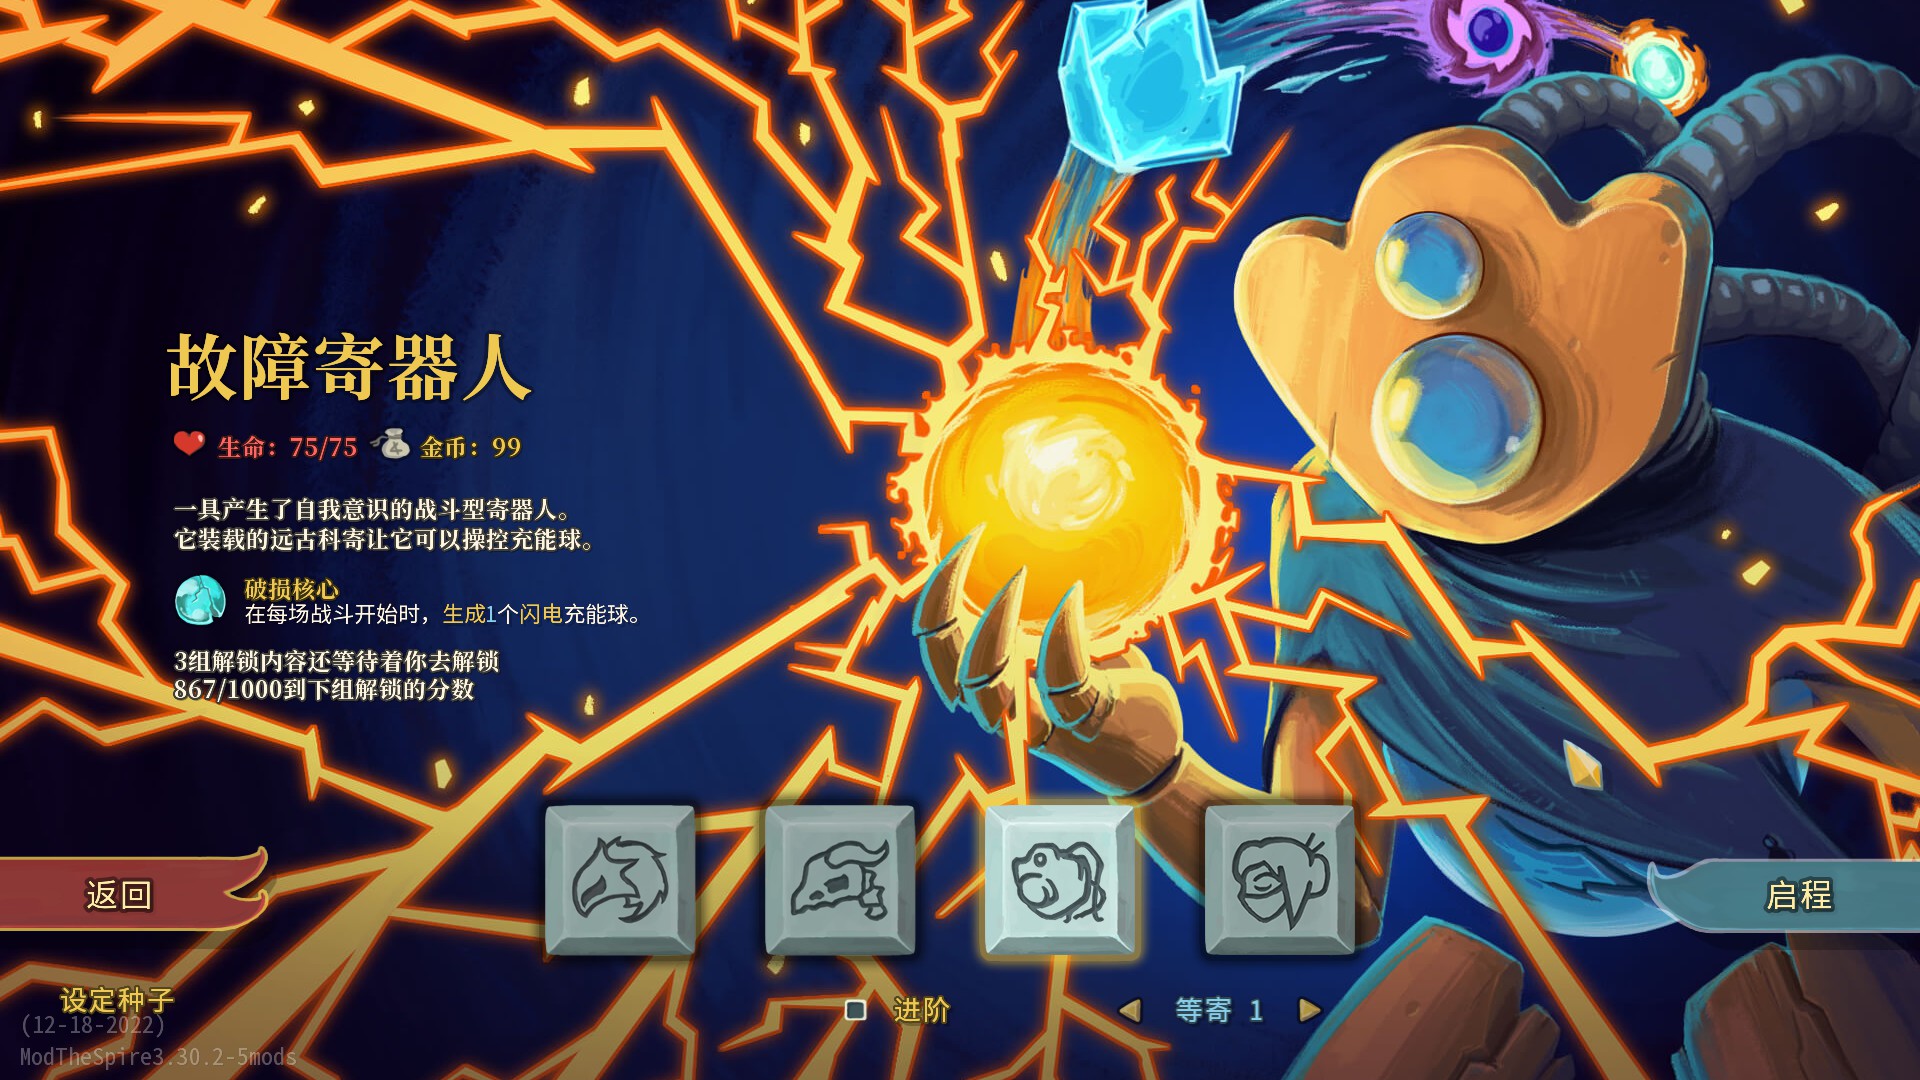 故障寄器人
生命：75/75 金币：99
一具产生了自我意识的战斗型寄器人。
它装载的远古科寄让它可以操控充能球。
破损核心
在每场战斗开始时，生成1个闪电充能球。
3组解锁内容还等待着你去解锁
867/1000到下组解锁的分数
返回
启程
设定种子
进阶
等寄 1
(12-18-2022)
ModTheSpire3.30.2-5mods